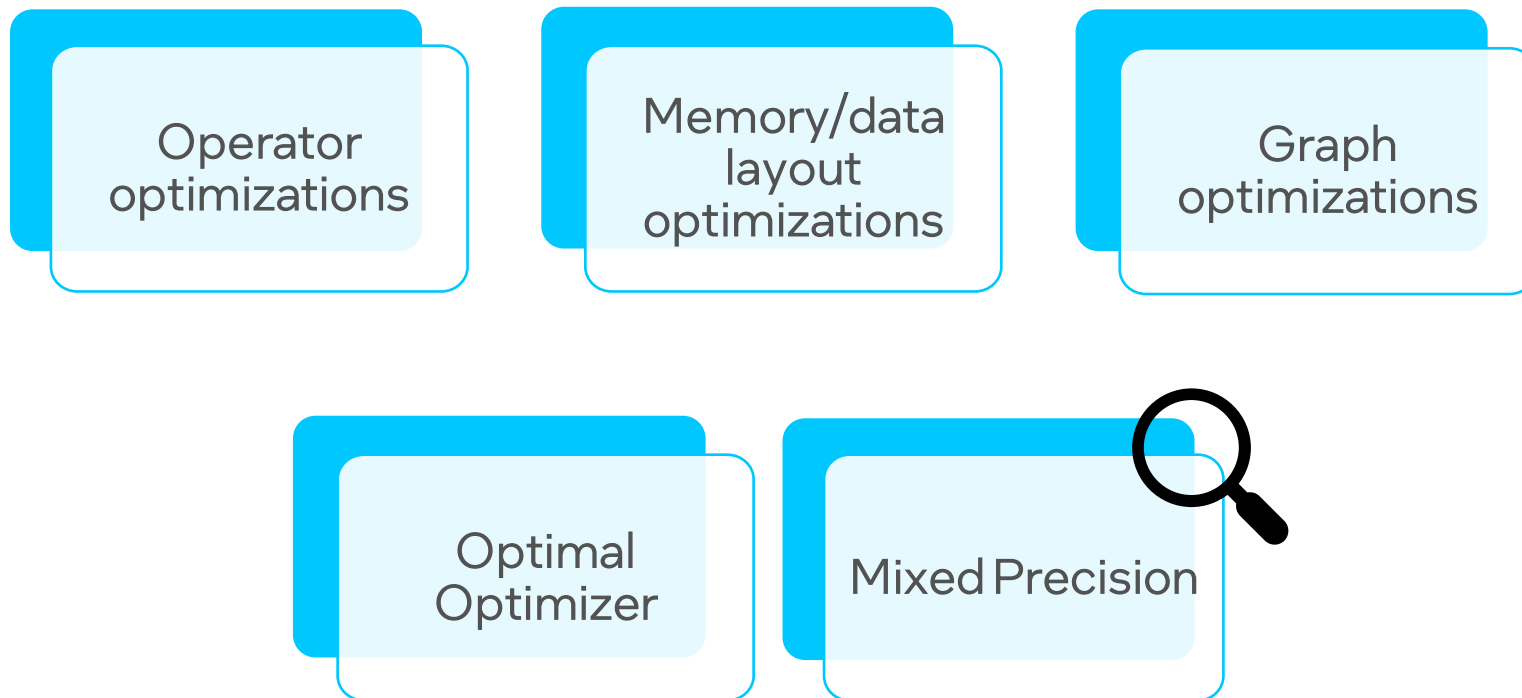 Operator
optimizations
Memory/data
layout
optimizations
Graph
optimizations
Optimal
Optimizer
Mixed Precision